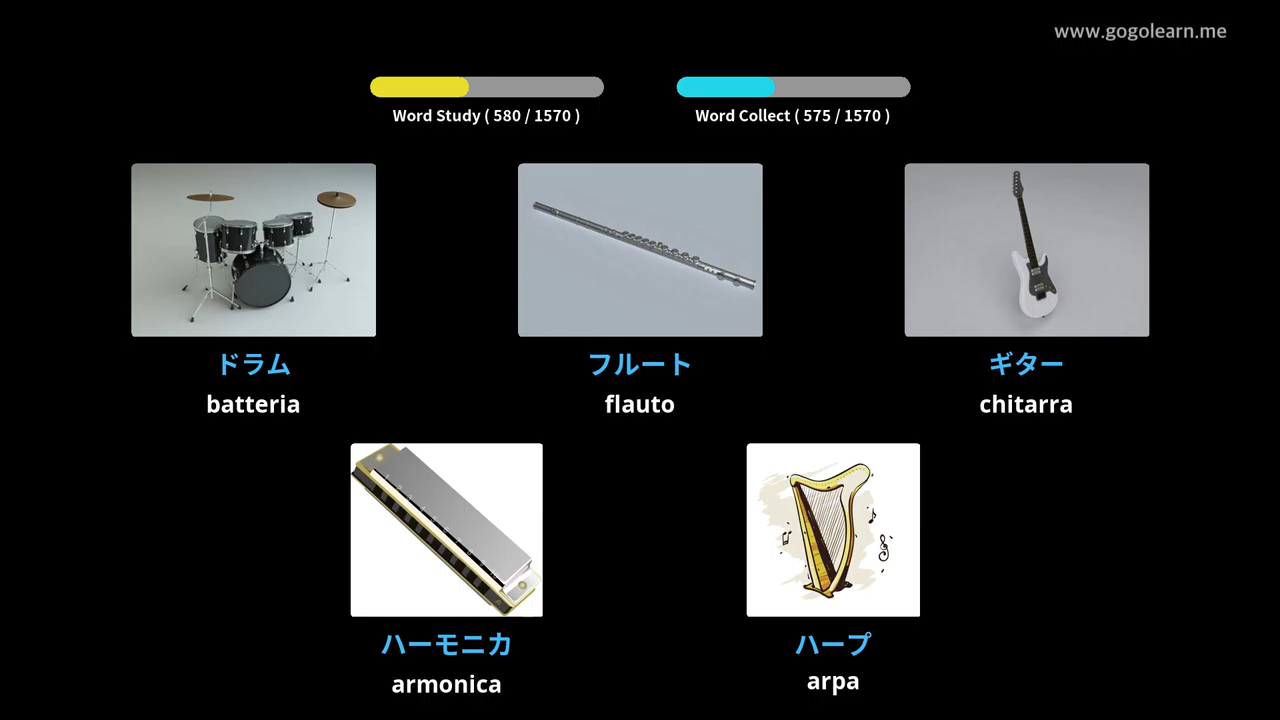 www.gogolearn.me
Word Study ( 580 / 1570 )
Word Collect ( 575 / 1570 )
ドラム
batteria
フルート
flauto
ギター
chitarra
ハーモニカ
armonica
ハープ
arpa